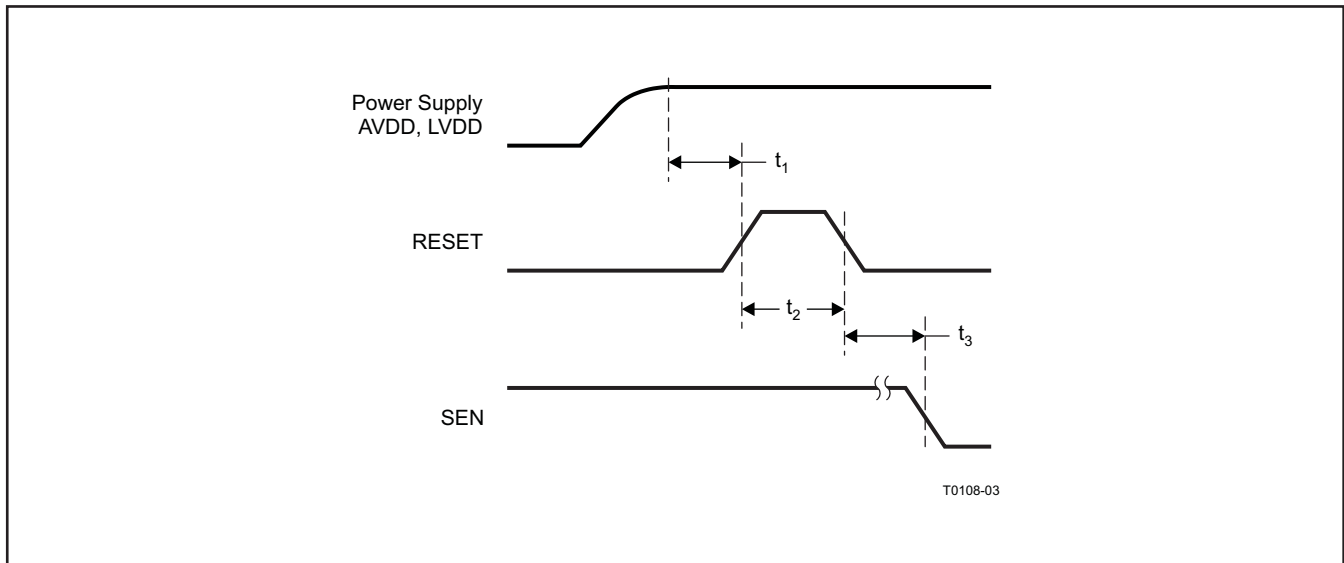 Power Supply
AVDD, LVDD
t1
RESET
t2
t3
SEN
T0108-03